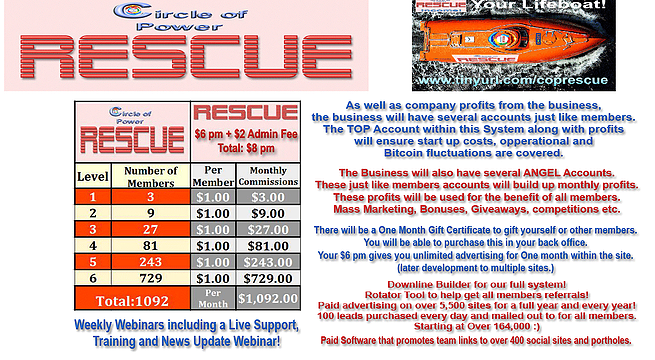 Circle of
Power
RESCUE
RESCUE
Your Lifeboat!
www.tinyurl.com/coprescue
Circle of
Power
RESCUE
RESCUE
$6 pm + $2 Admin Fee
Total: $8 pm
Level Number of Members Per Member Monthly Commissions
1 3 $1.00 $3.00
2 9 $1.00 $9.00
3 27 $1.00 $27.00
4 81 $1.00 $81.00
5 243 $1.00 $243.00
6 729 $1.00 $729.00
Total:1092 Per Month $1,092.00
Weekly Webinars including a Live Support,
Training and News Update Webinar!
As well as company profits from the business,
the business will have several accounts just like members.
The TOP Account within this System along with profits
will ensure start up costs, opperational and
Bitcoin fluctuations are covered.
The Business will also have several ANGEL Accounts.
These just like members accounts will build up monthly profits.
These profits will be used for the benefit of all members.
Mass Marketing, Bonuses, Giveaways, competitions etc.
There will be a One Month Gift Certificate to gift yourself or other members.
You will be able to purchase this in your back office.
Your $6 pm gives you unlimited advertising for One month within the site.
(later development to multiple sites.)
Downline Builder for our full system!
Rotator Tool to help get all members referrals!
Paid advertising on over 5,500 sites for a full year and every year!
100 leads purchased every day and mailed out to for all members.
Starting at Over 164,000 :)
Paid Software that promotes team links to over 400 social sites and portholes.